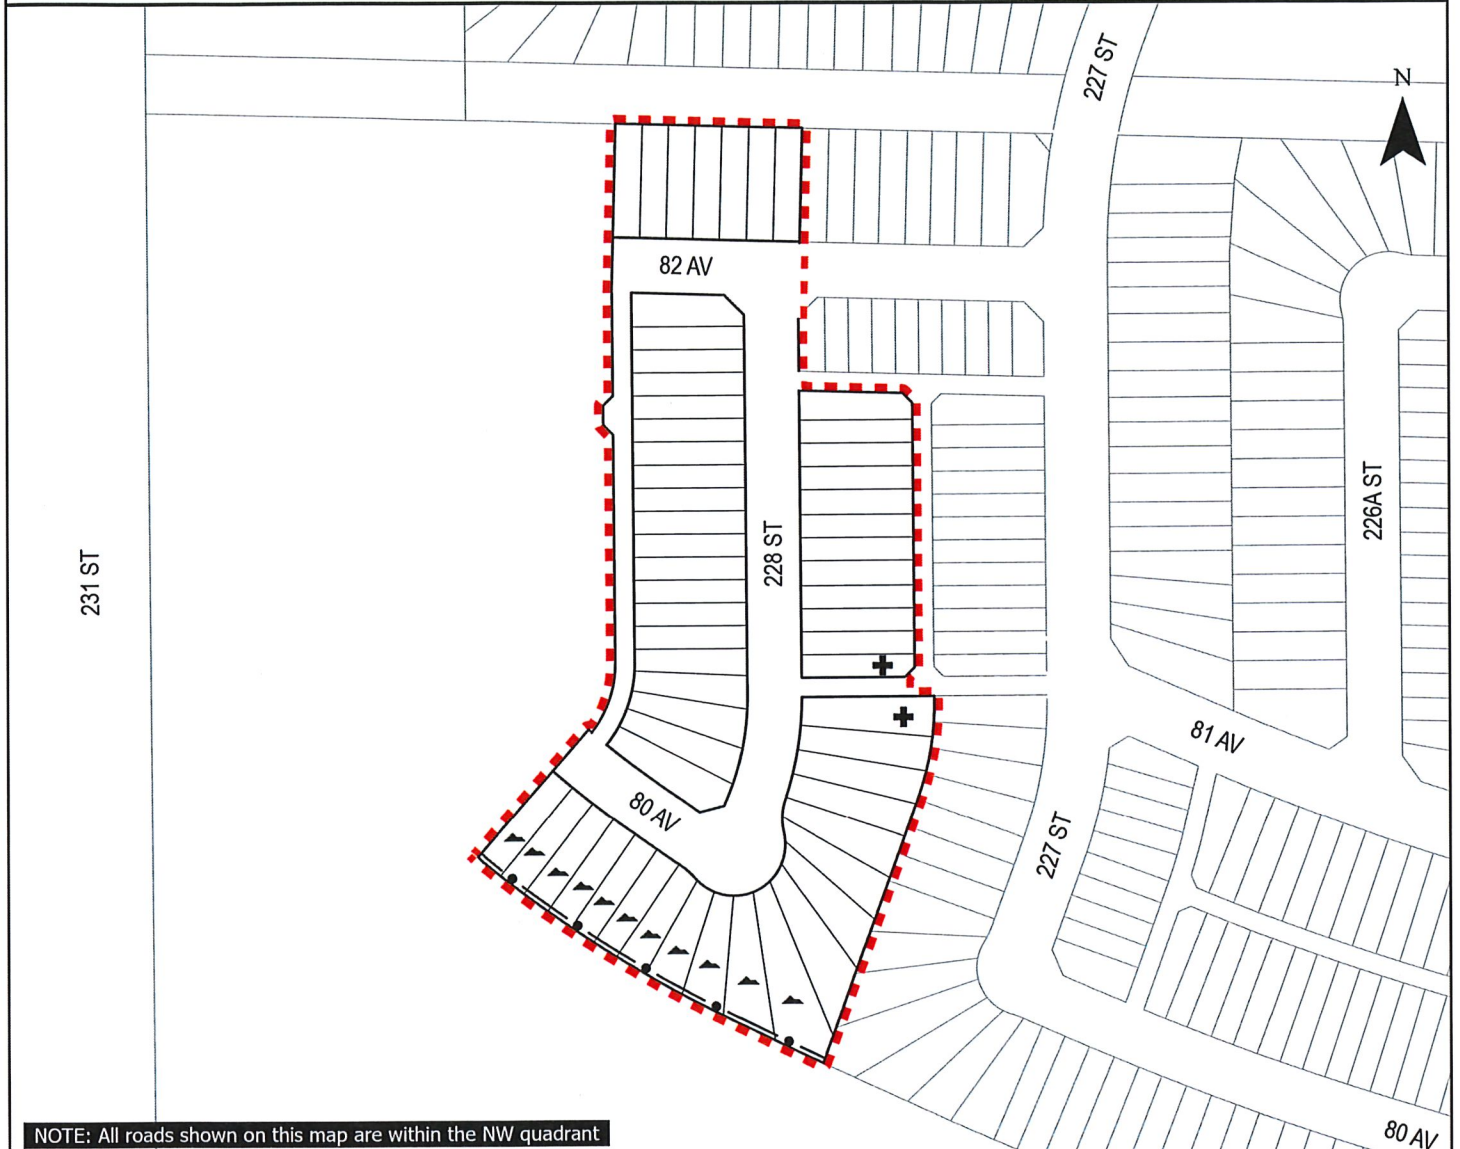 227 ST
N
82 AV
226A ST
228 ST
231 ST
81 AV
80 AV
227 ST
80 AV
NOTE: All roads shown on this map are within the NW quadrant